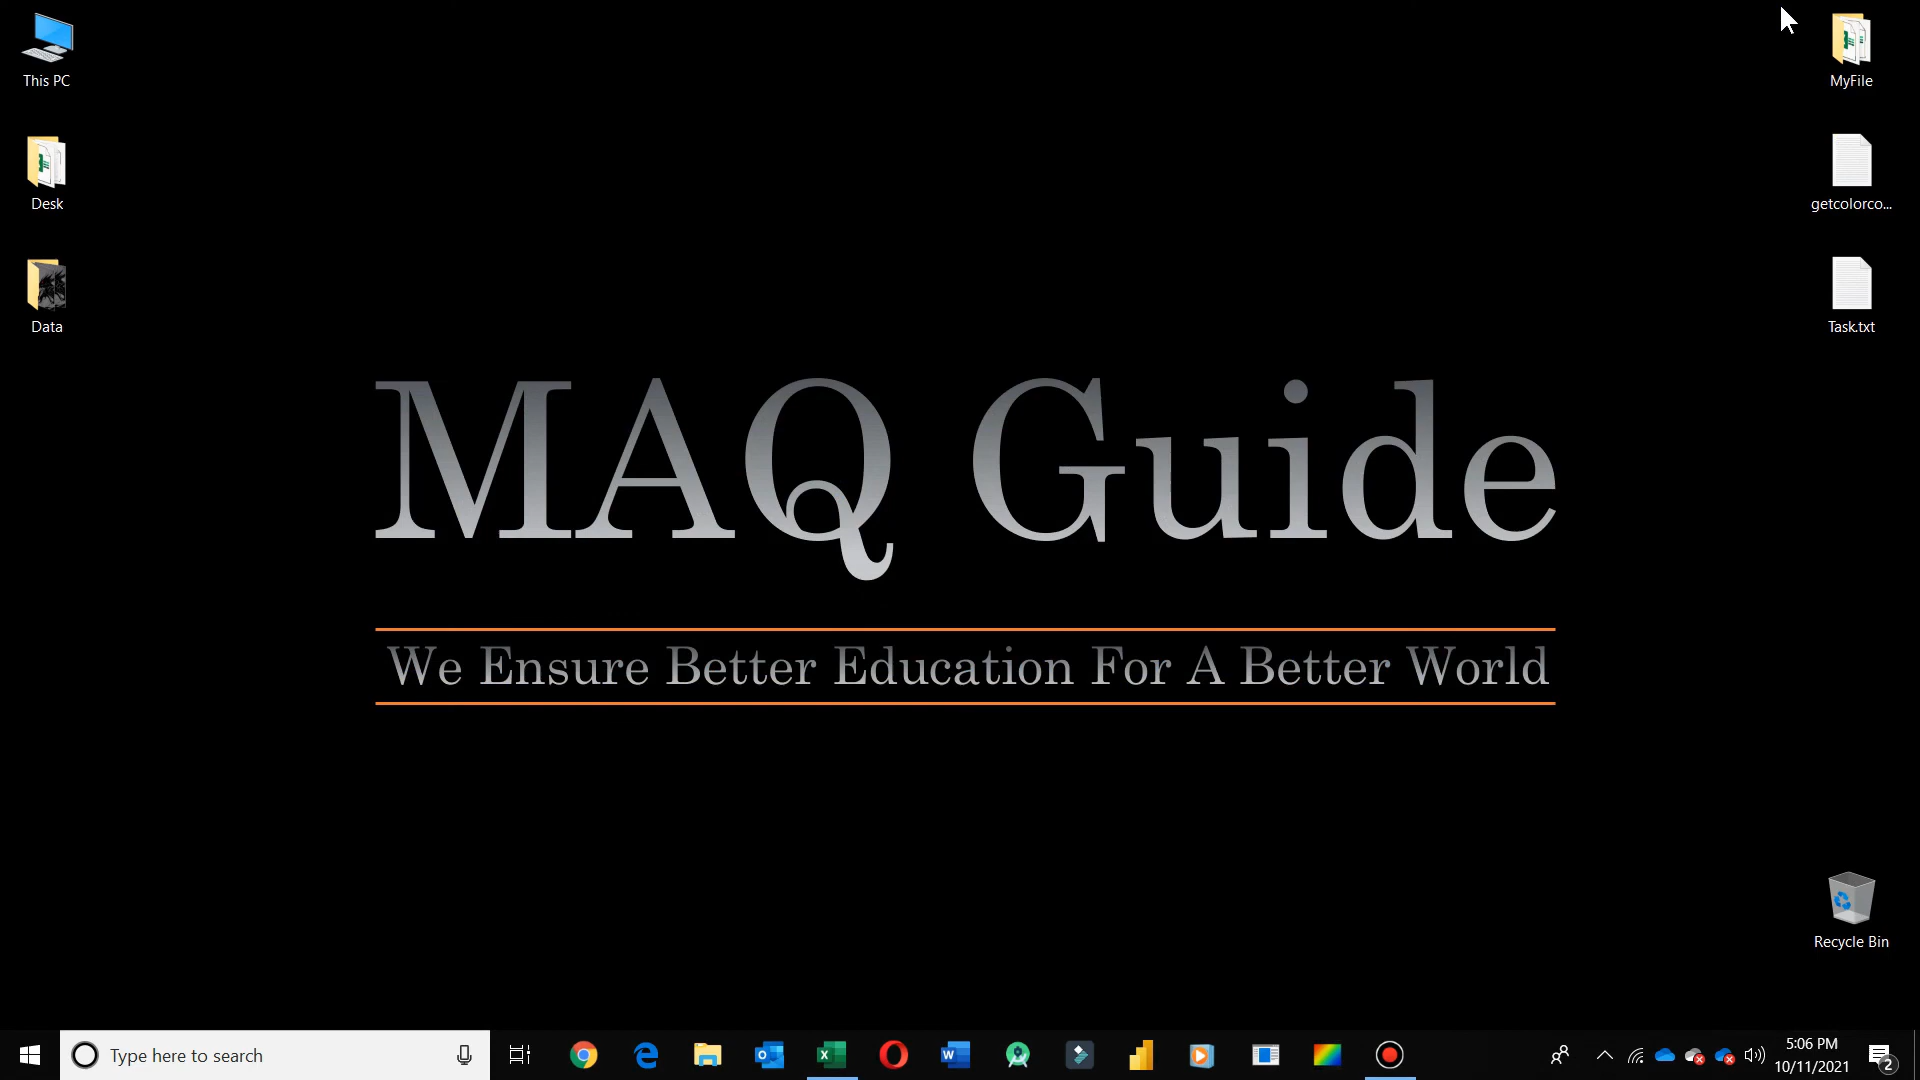 This PC
MyFile
Desk
getcolorco...
Data
Task.txt
MAQ Guide
We Ensure Better Education For A Better World
Recycle Bin
Type here to search
5:06 PM
10/11/2021
2